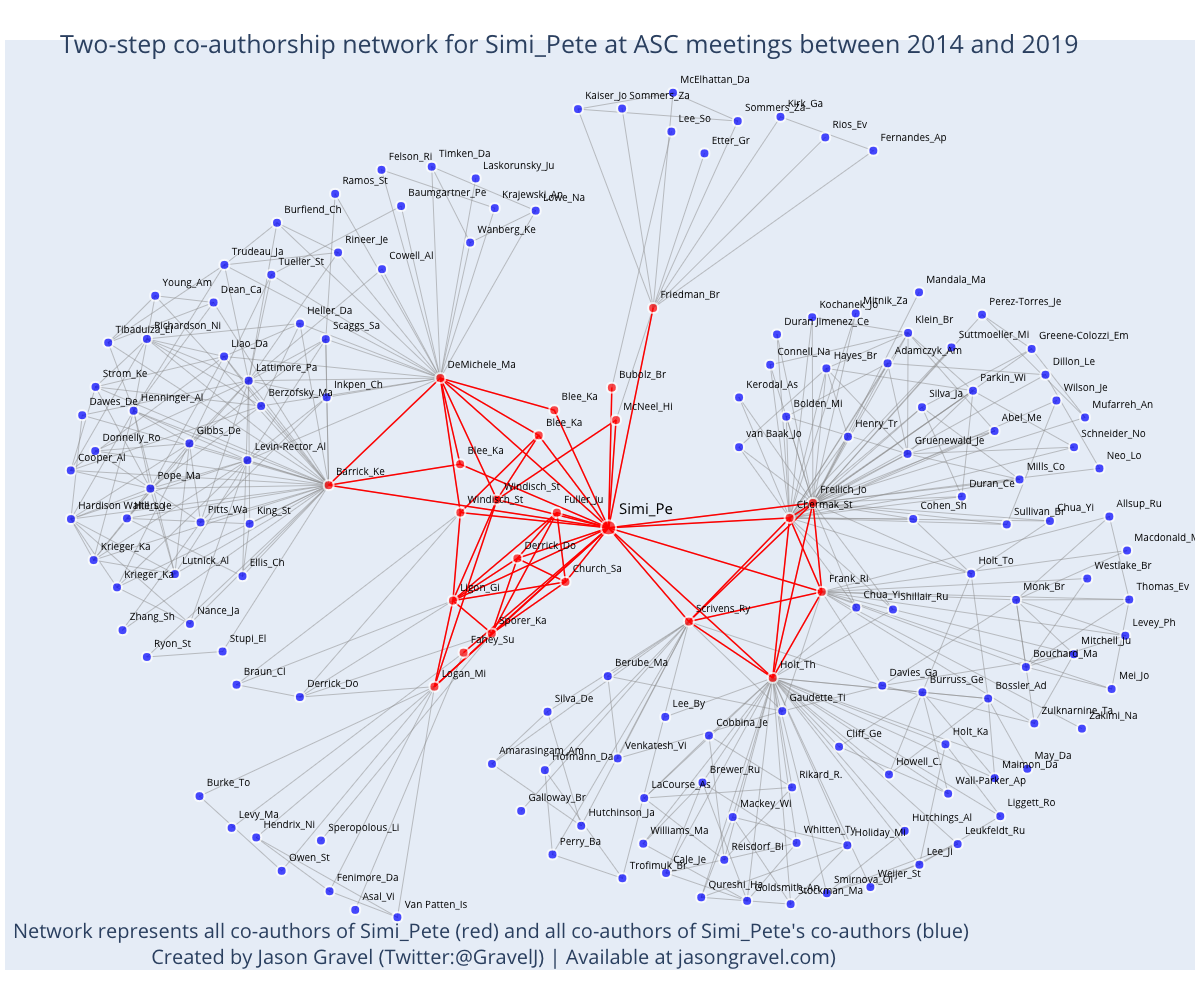 Two-step co-authorship network for Simi_Pete at ASC meetings between 2014 and 2019
McElhattan_Da
Kaiser_Jo
Sommers_Za
Sommers_Za
Kirk_Ga
Lee_So
Rios_Ev
Etter_Gr
Fernandes_Ap
Felson_Ri
Timken_Da
Laskorunsky_Ju
Ramos_St
Baumgartner_Pe
Krajewski_An
Lowe_Na
Burfiend_Ch
Wanberg_Ke
Rineer_Je
Trudeau_Ja
Tueller_St
Cowell_Al
Young_Am
Dean_Ca
Mandala_Ma
Friedman_Br
Heller_Da
Scaggs_Sa
Richardson_Ni
Kochanek_Jo
Mitnik_Za
Perez-Torres_Je
Duran Jimenez_Ce
Klein_Br
Liao_Da
Suttmoeller_Mi
Greene-Colozzi_Em
Connell_Na
Hayes_Br
Adamczyk_Am
Dillon_Le
DeMichele_Ma
Lattimore_Pa
Strom_Ke
Bubolz_Br
Kerodal_As
Parkin_Wi
Wilson_Je
Inkpen_Ch
Berzofsky_Ma
Blee_Ka
Silva_Ja
Dawes_De
Henninger_Al
McNeel_Hi
Bolden_Mi
Abel_Me
Mufarreh_An
Blee_Ka
Henry_Tr
Donnelly_Ro
Gibbs_De
van Baak_Jo
Gruenewald_Je
Schneider_No
Levin-Rector_Al
Blee_Ka
Cooper_Al
Neo_Lo
Pope_Ma
Barrick_Ke
Mills_Co
Windisch_St
Freilich_Jo
Duran_Ce
Windisch_St
Fuller_Ju
Simi_Pe
Chermak_St
Hardison Walters_Je
Pitts_Wa
King_St
Cohen_Sh
Sullivan_Br
Chua_Yi
Allsup_Ru
Derrick_Do
Krieger_Ka
Lutnick_Al
Ellis_Ch
Church_Sa
Holt_To
Westlake_Br
Krieger_Ka
Ligon_Gi
Frank_Ri
Monk_Br
Thomas_Ev
Chua_Yi
Shillair_Ru
Zhang_Sh
Nance_Ja
Scrivens_Ry
Sporer_Ka
Levey_Ph
Ryon_St
Stupi_El
Fahey_Su
Mitchell_Ju
Berube_Ma
Bouchard_Ma
Braun_Cl
Logan_Mi
Holt_Th
Davies_Ga
Burruss_Ge
Mei_Jo
Derrick_Do
Bossler_Ad
Silva_De
Lee_By
Gaudette_Ti
Zulknarnine_Ta
Zakimi_Na
Cobbina_Je
Cliff_Ge
Holt_Ka
Amarasingam_Am
Hofmann_Da
Venkatesh_Vi
May_Da
Howell_C.
Maimon_Da
Burke_To
Brewer_Ru
Rikard_R.
Wall-Parker_Ap
LaCourse_As
Galloway_Br
Liggett_Ro
Levy_Ma
Hutchinson_Ja
Mackey_Wi
Hendrix_Ni
Speropolous_Li
Williams_Ma
Whitten_Ty
Holiday_Mi
Hutchings_Al
Leukfeldt_Ru
Perry_Ba
Reisdorf_Bi
Owen_St
Trofimuk_Br
Cale_Je
Lee_Ji
Fenimore_Da
Qureshi_Ha
Goldsmith_An
Stockman_Ma
Smirnova_Ol
Weijer_St
Asal_Vi
Van Patten_Is
Network represents all co-authors of Simi_Pete (red) and all co-authors of Simi_Pete's co-authors (blue)
Created by Jason Gravel (Twitter:@GravelJ) | Available at jasongravel.com)